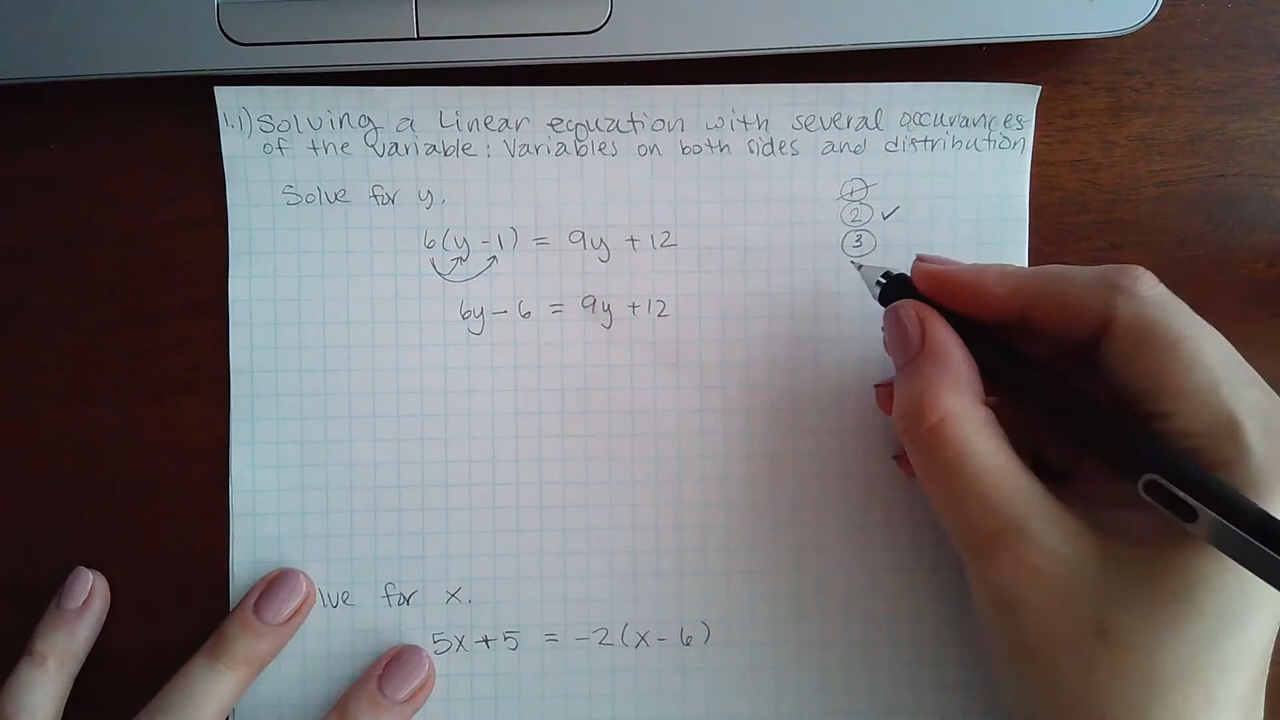 1.1) Solving a Linear equation with several occurances
of the variable: Variables on both sides and distribution
Solve for y.
1
2 ✓
6(y - 1) = 9y + 12
3
6y - 6 = 9y + 12
lve for x.
5x + 5 = -2(x - 6)